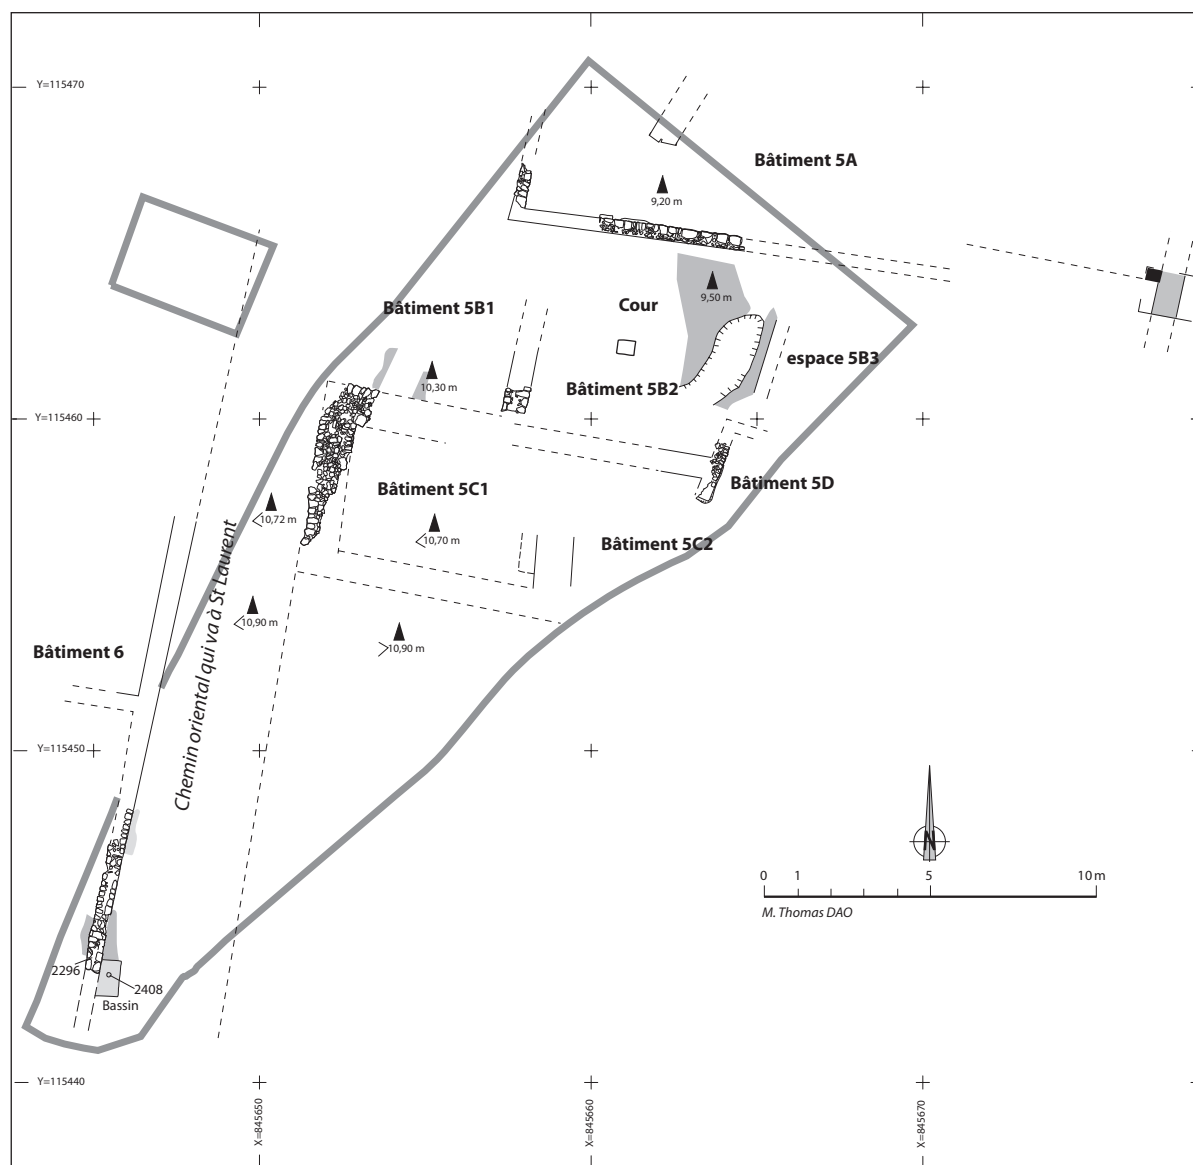 Y=115470
Bâtiment 5A
9,20 m
9,50 m
Cour
Bâtiment 5B1
espace 5B3
10,30 m
Bâtiment 5B2
Y=115460
Bâtiment 5D
Bâtiment 5C1
10,72 m
10,70 m
Bâtiment 5C2
Chemin oriental qui va à St Laurent
10,90 m
10,90 m
Bâtiment 6
Y=115450
N
0 1 5 10 m
M. Thomas DAO
2296
2408
Bassin
Y=115440
X=845650
X=845660
X=845670